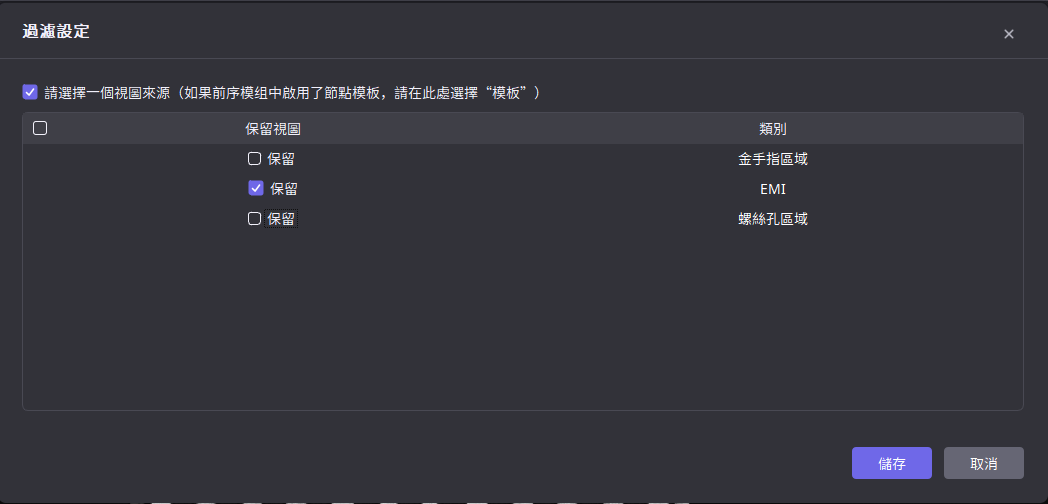 過濾設定
請選擇一個視圖來源（如果前序模組中啟用了節點模板，請在此處選擇“模板”）
保留視圖 類別
保留 金手指區域
保留 EMI
保留 螺絲孔區域
儲存 取消